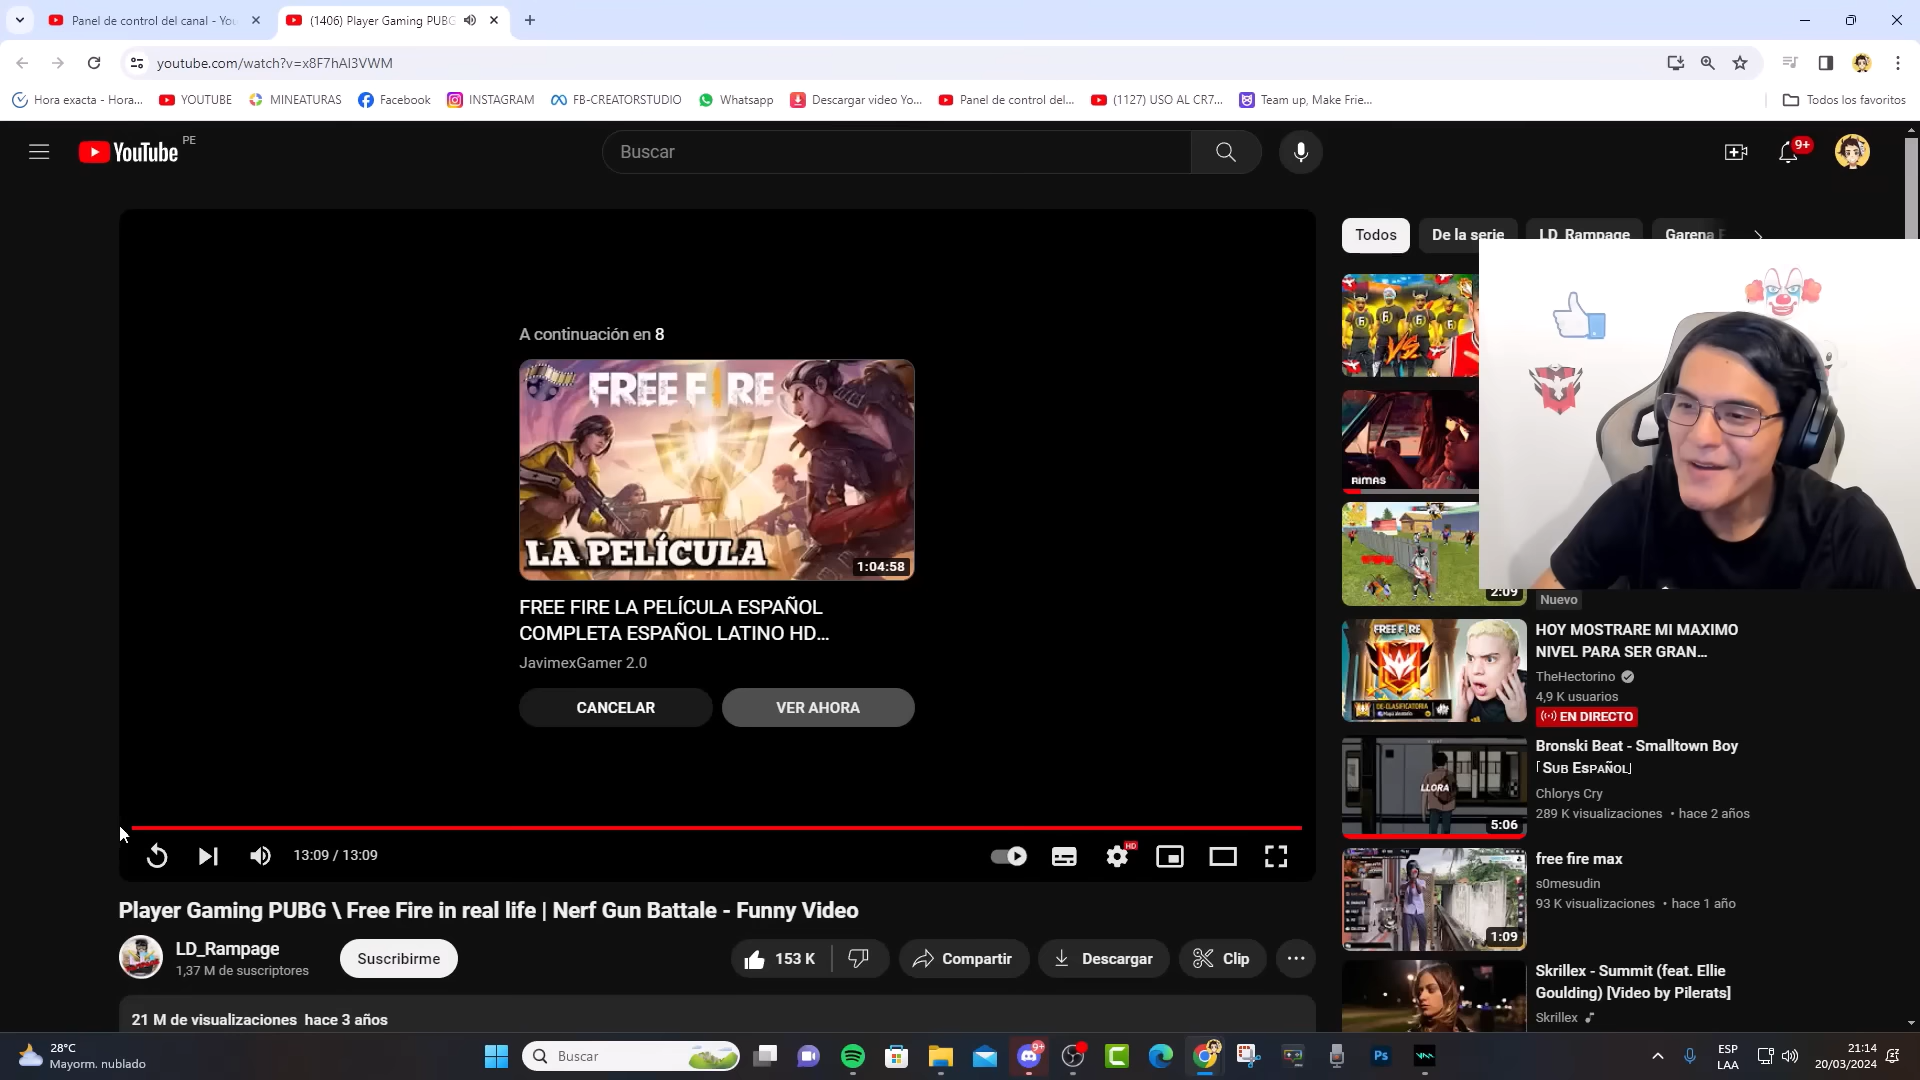 Panel de control del canal - You
(1406) Player Gaming PUBG
youtube.com/watch?v=x8F7hAI3VWM
Hora exacta - Hora...
YOUTUBE
MINEATURAS
Facebook
INSTAGRAM
FB-CREATORSTUDIO
Whatsapp
Descargar video Yo...
Panel de control del...
(1127) USO AL CR7...
Team up, Make Frie...
Todos los favoritos
YouTube PE
Buscar
9+
Todos
De la serie
LD_Rampage
Garena F
A continuación en 8
FREE FIRE
LA PELÍCULA
1:04:58
FREE FIRE LA PELÍCULA ESPAÑOL
COMPLETA ESPAÑOL LATINO HD...
JavimexGamer 2.0
CANCELAR
VER AHORA
13:09 / 13:09
HD
Player Gaming PUBG \ Free Fire in real life | Nerf Gun Battale - Funny Video
LD_Rampage
1,37 M de suscriptores
Suscribirme
153 K
Compartir
Descargar
Clip
21 M de visualizaciones hace 3 años
VS
RIMAS
2:09
Nuevo
FREE FIRE
HOY MOSTRARE MI MAXIMO
NIVEL PARA SER GRAN...
TheHectorino
4,9 K usuarios
EN DIRECTO
LLORA
5:06
Bronski Beat - Smalltown Boy
「Sub Español」
Chlorys Cry
289 K visualizaciones • hace 2 años
1:09
free fire max
s0mesudin
93 K visualizaciones • hace 1 año
Skrillex - Summit (feat. Ellie
Goulding) [Video by Pilerats]
Skrillex
28°C
Mayorm. nublado
Buscar
9+
Ps
ESP
LAA
21:14
20/03/2024